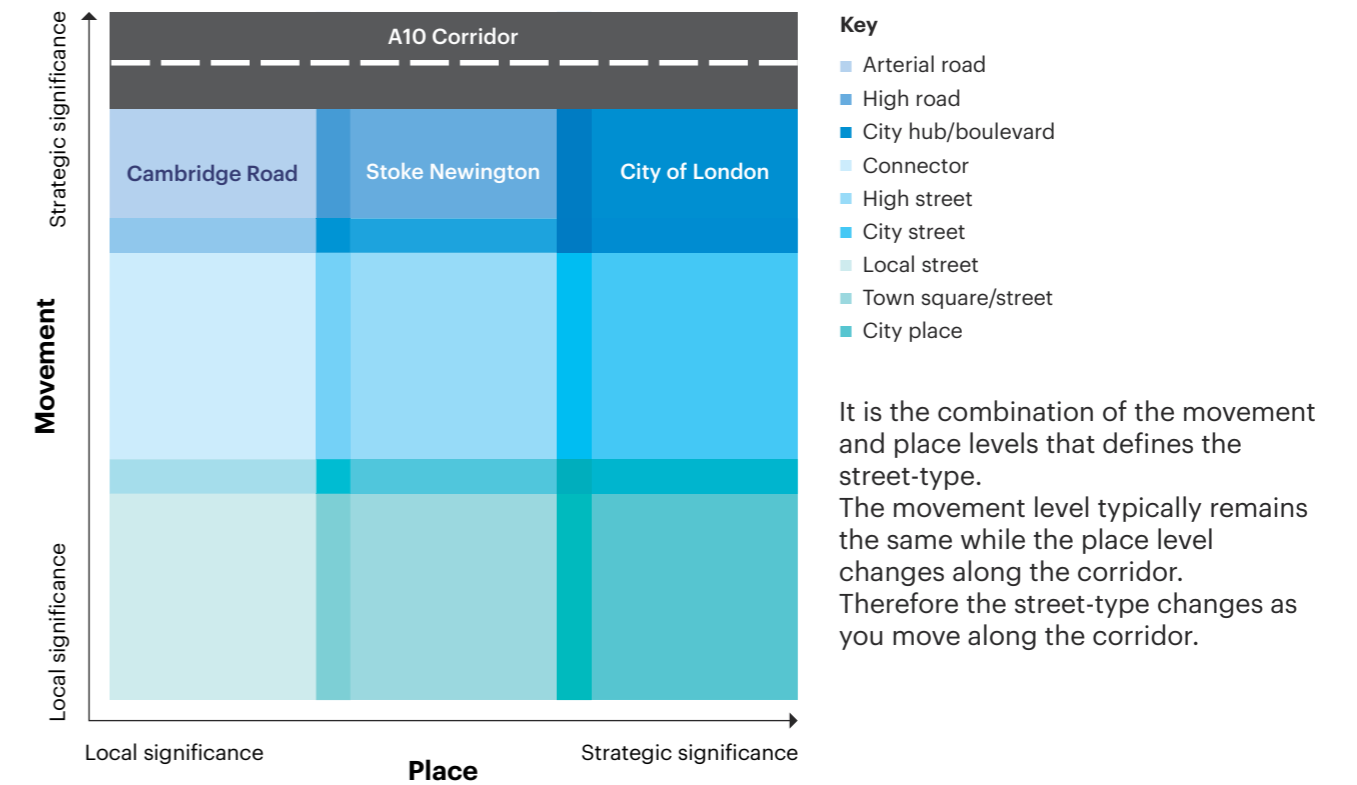 Strategic significance
Movement
Local significance
A10 Corridor
Cambridge Road
Stoke Newington
City of London
Local significance
Strategic significance
Place
Key
Arterial road
High road
City hub/boulevard
Connector
High street
City street
Local street
Town square/street
City place
It is the combination of the movement
and place levels that defines the
street-type.
The movement level typically remains
the same while the place level
changes along the corridor.
Therefore the street-type changes as
you move along the corridor.